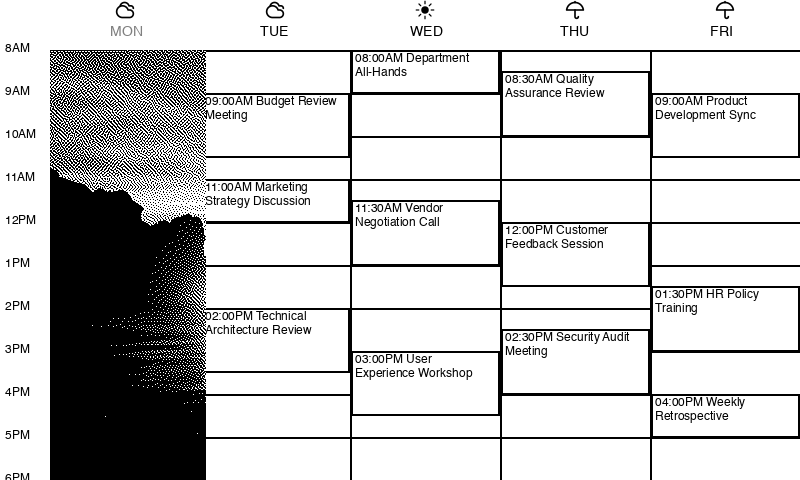 MON
TUE
WED
THU
FRI
8AM
9AM
10AM
11AM
12PM
1PM
2PM
3PM
4PM
5PM
6PM
09:00AM Budget Review
Meeting
11:00AM Marketing
Strategy Discussion
02:00PM Technical
Architecture Review
08:00AM Department
All-Hands
11:30AM Vendor
Negotiation Call
03:00PM User
Experience Workshop
08:30AM Quality
Assurance Review
12:00PM Customer
Feedback Session
02:30PM Security Audit
Meeting
09:00AM Product
Development Sync
01:30PM HR Policy
Training
04:00PM Weekly
Retrospective